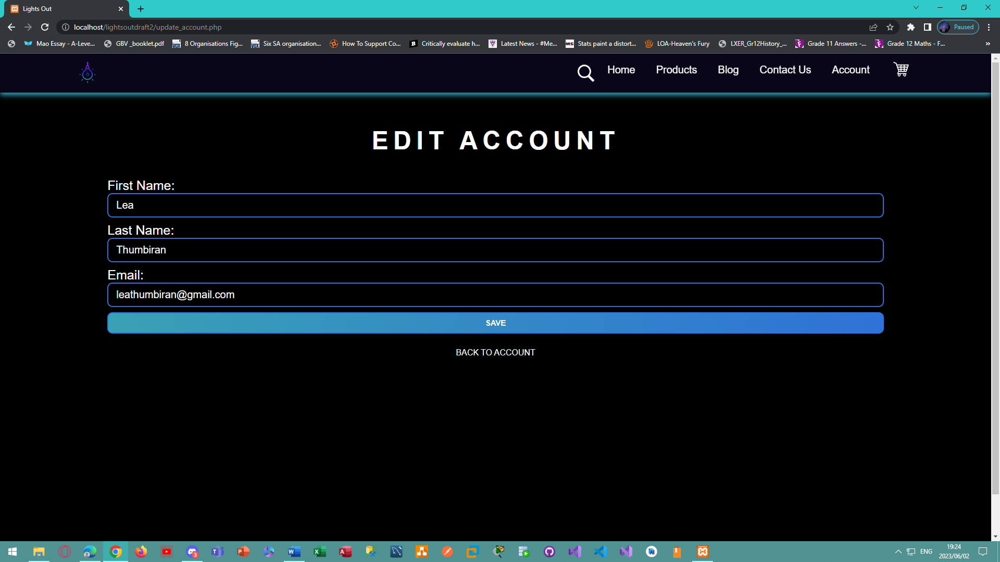 Lights Out
localhost/lightsoutdraft2/update_account.php
Paused
Mao Essay - A-Leve...
GBV _booklet.pdf
8 Organisations Fig...
Six SA organisation...
How To Support Co...
Critically evaluate h...
Latest News - #Me...
Stats paint a distort...
LOA-Heaven's Fury
LXER_Gr12History_...
Grade 11 Answers -...
Grade 12 Maths - F...
Home
Products
Blog
Contact Us
Account
EDIT ACCOUNT
First Name:
Lea
Last Name:
Thumbiran
Email:
leathumbiran@gmail.com
SAVE
BACK TO ACCOUNT
3
ENG
19:24
2023/06/02